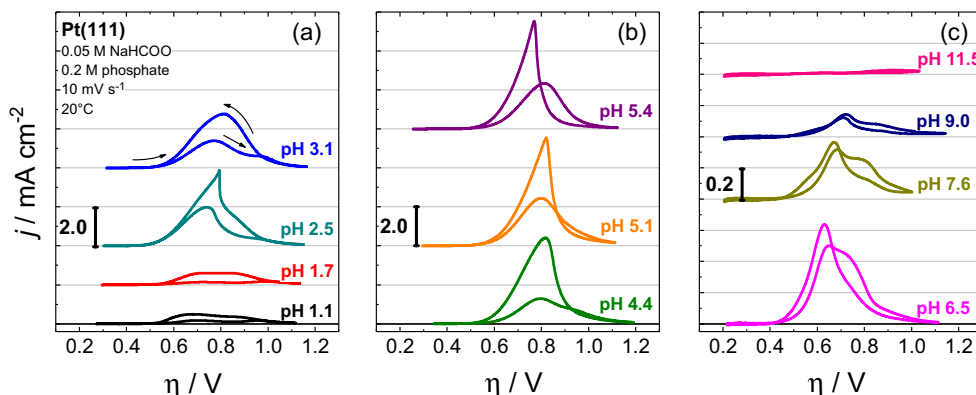 Pt(111)
0.05 M NaHCOO
0.2 M phosphate
10 mV s⁻¹
20°C
(a)
pH 3.1
2.0
pH 2.5
pH 1.7
pH 1.1
j / mA cm⁻²
0.2 0.4 0.6 0.8 1.0 1.2
η / V
(b)
pH 5.4
pH 5.1
2.0
pH 4.4
0.2 0.4 0.6 0.8 1.0 1.2
η / V
(c)
pH 11.5
pH 9.0
0.2
pH 7.6
pH 6.5
0.2 0.4 0.6 0.8 1.0 1.2
η / V